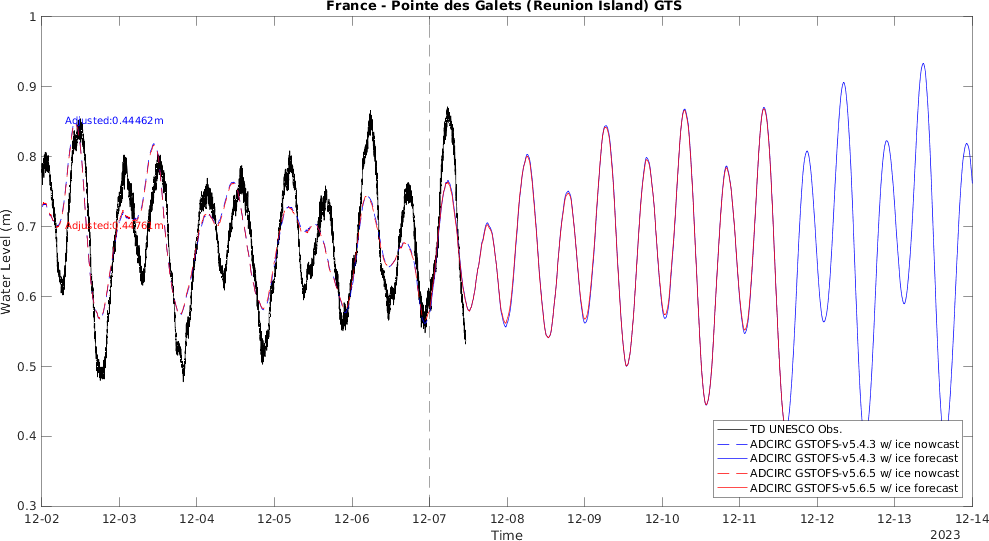 France - Pointe des Galets (Reunion Island) GTS
1
0.9
0.8
0.7
0.6
0.5
0.4
0.3
Water Level (m)
Adjusted:0.44462m
Adjusted:0.44761m
TD UNESCO Obs.
ADCIRC GSTOFS-v5.4.3 w/ ice nowcast
ADCIRC GSTOFS-v5.4.3 w/ ice forecast
ADCIRC GSTOFS-v5.6.5 w/ ice nowcast
ADCIRC GSTOFS-v5.6.5 w/ ice forecast
12-02 12-03 12-04 12-05 12-06 12-07 12-08 12-09 12-10 12-11 12-12 12-13 12-14
Time
2023